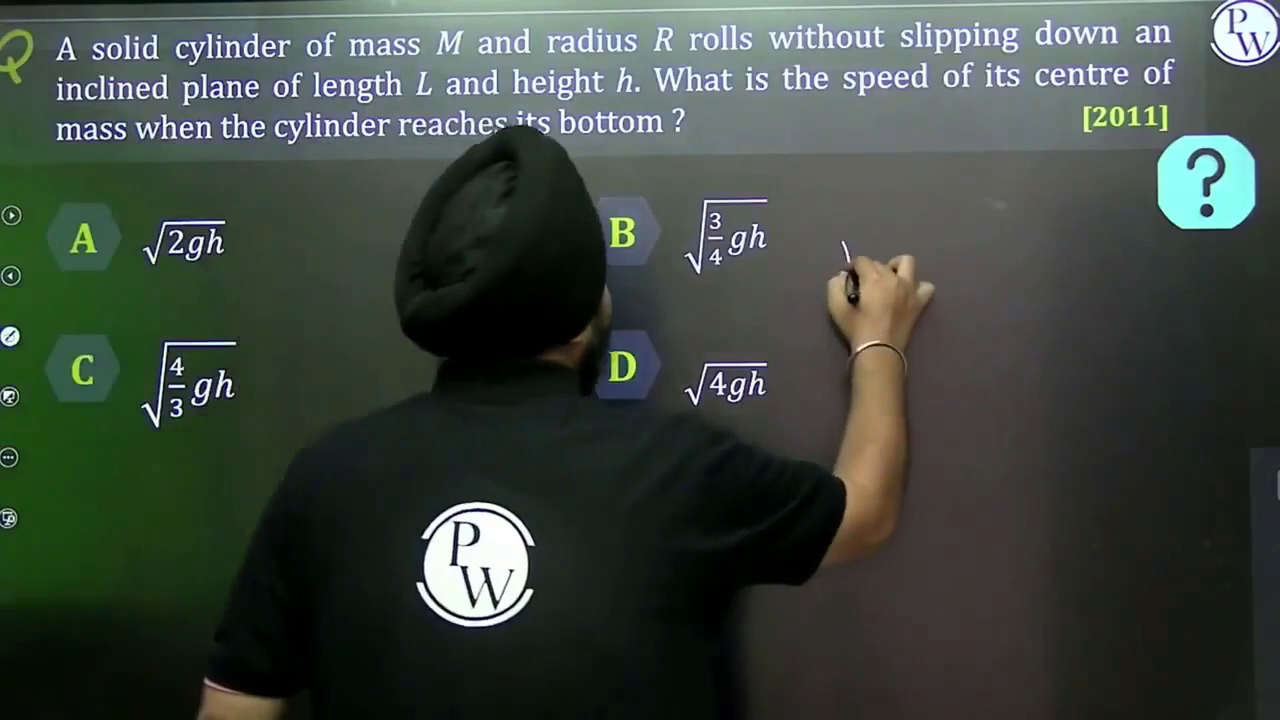 Q A solid cylinder of mass M and radius R rolls without slipping down an
inclined plane of length L and height h. What is the speed of its centre of
mass when the cylinder reaches its bottom ?
[2011]
A √2gh
B √3/4 gh
C √4/3 gh
D √4gh
?
PW
PW